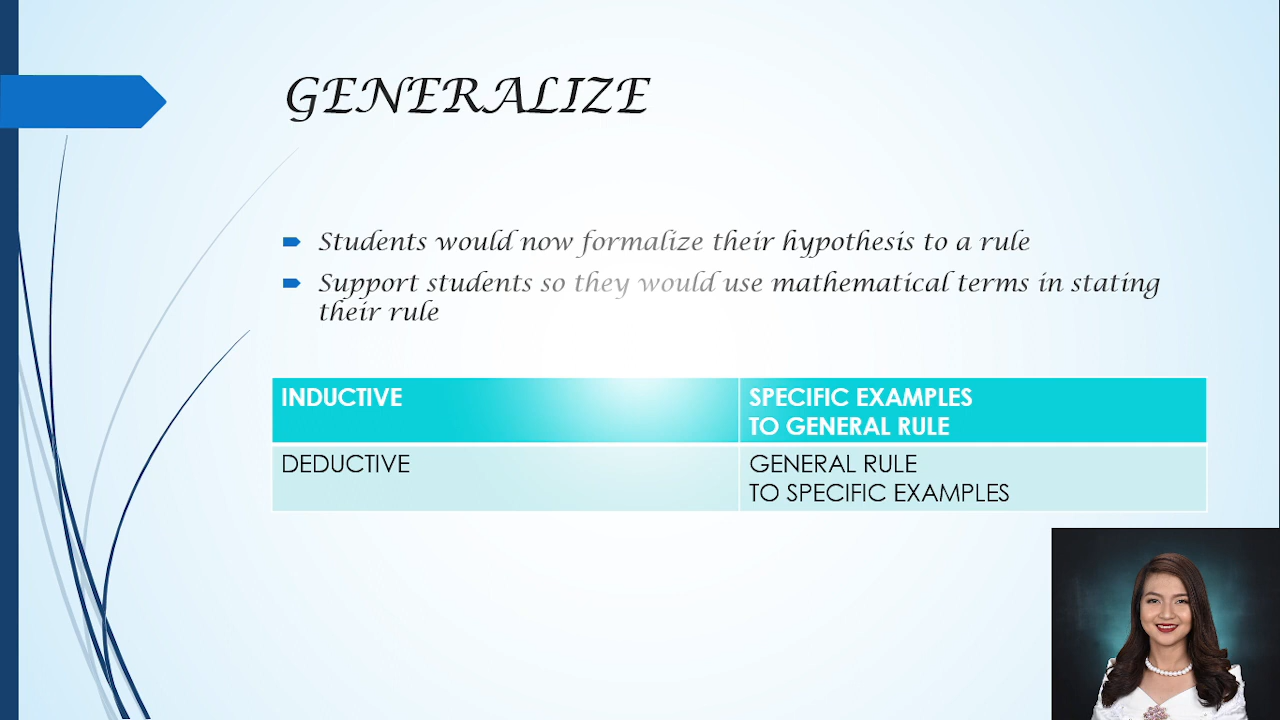 GENERALIZE
Students would now formalize their hypothesis to a rule
Support students so they would use mathematical terms in stating
their rule
INDUCTIVE
SPECIFIC EXAMPLES
TO GENERAL RULE
DEDUCTIVE
GENERAL RULE
TO SPECIFIC EXAMPLES